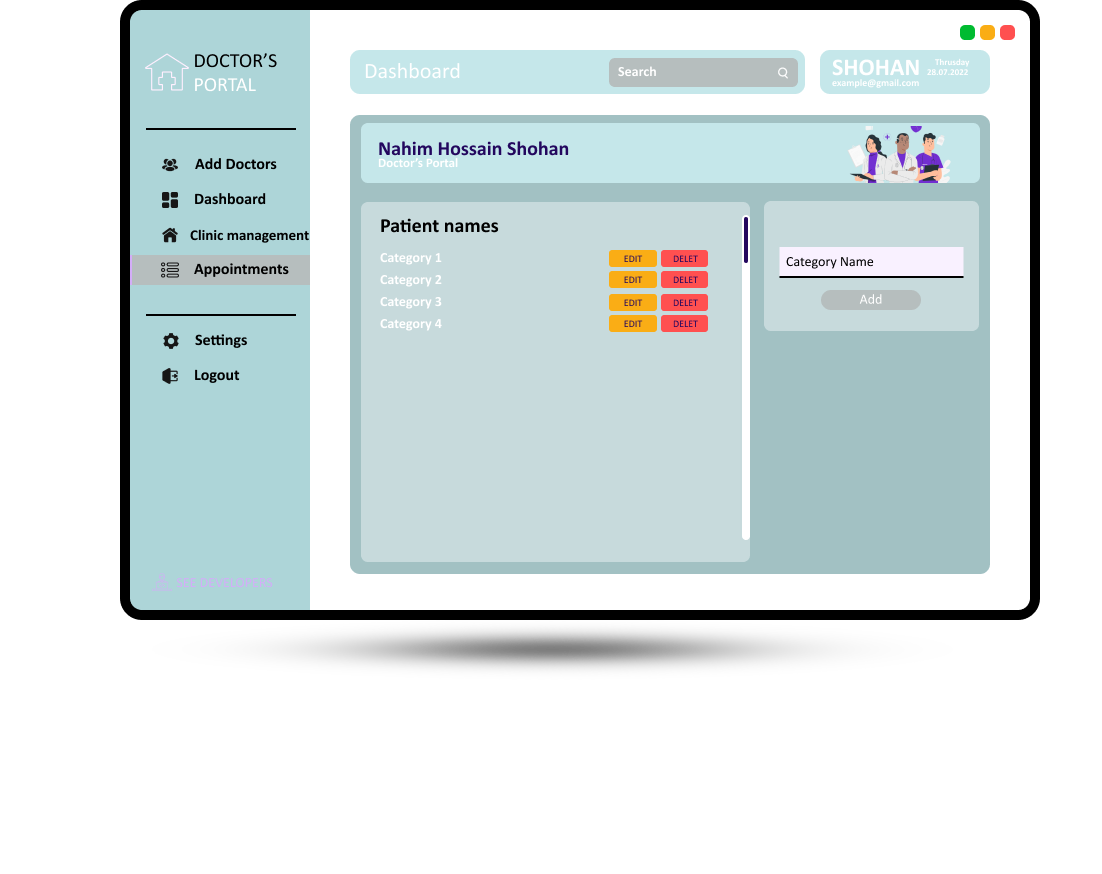 DOCTOR'S
PORTAL
Add Doctors
Dashboard
Clinic management
Appointments
Settings
Logout
SEE DEVELOPERS
Dashboard
Search
SHOHAN
Thrusday
28.07.2022
example@gmail.com
Nahim Hossain Shohan
Doctor's Portal
Patient names
Category 1 EDIT DELET
Category 2 EDIT DELET
Category 3 EDIT DELET
Category 4 EDIT DELET
Category Name
Add